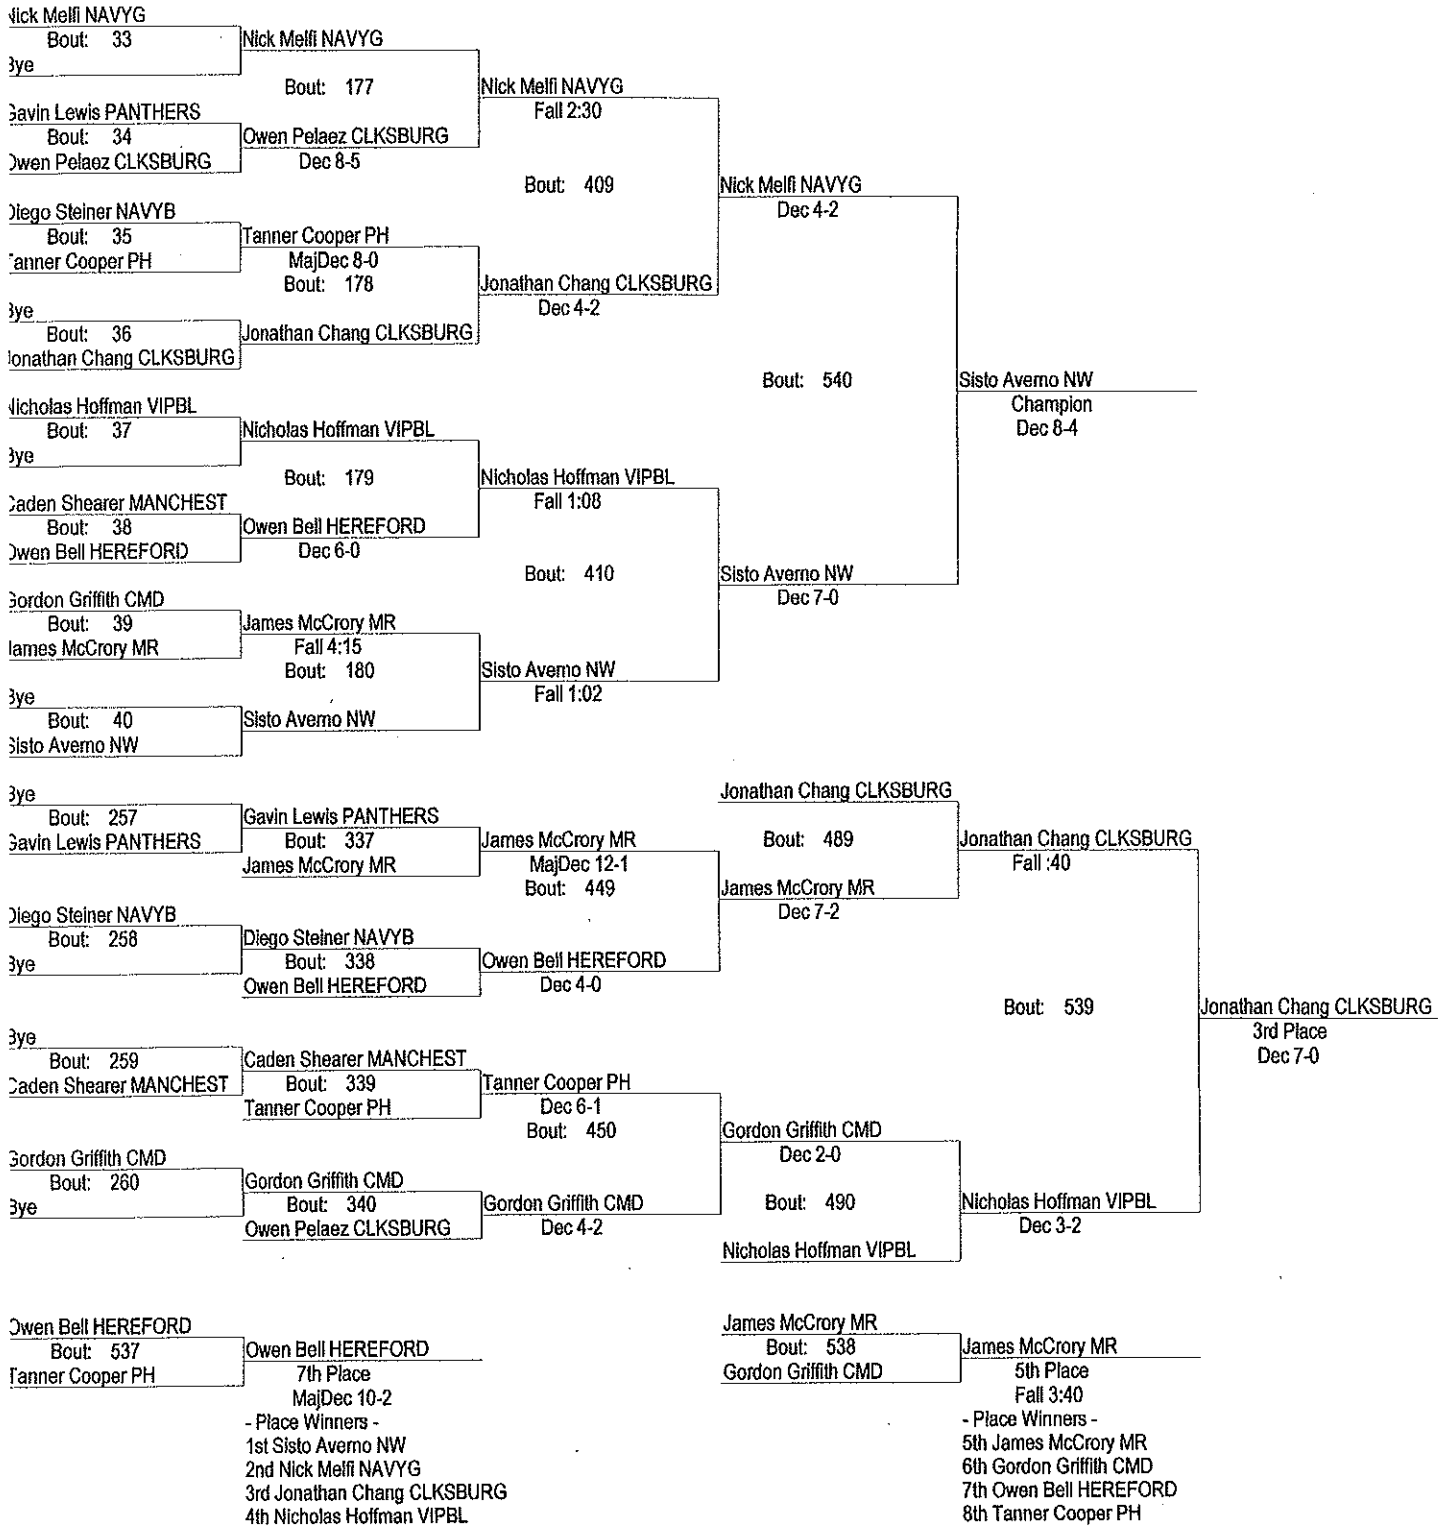 Nick Melfi NAVYG
Bout: 33
Bye
Nick Melfi NAVYG
Bout: 177
Gavin Lewis PANTHERS
Bout: 34
Owen Pelaez CLKSBURG
Owen Pelaez CLKSBURG
Dec 8-5
Nick Melfi NAVYG
Fall 2:30
Bout: 409
Diego Steiner NAVYB
Bout: 35
Tanner Cooper PH
Tanner Cooper PH
MajDec 8-0
Bout: 178
Bye
Bout: 36
Jonathan Chang CLKSBURG
Jonathan Chang CLKSBURG
Jonathan Chang CLKSBURG
Dec 4-2
Nick Melfi NAVYG
Dec 4-2
Bout: 540
Sisto Averno NW
Champion
Dec 8-4
Nicholas Hoffman VIPBL
Bout: 37
Bye
Nicholas Hoffman VIPBL
Bout: 179
Caden Shearer MANCHEST
Bout: 38
Owen Bell HEREFORD
Owen Bell HEREFORD
Dec 6-0
Nicholas Hoffman VIPBL
Fall 1:08
Bout: 410
Sisto Averno NW
Dec 7-0
Gordon Griffith CMD
Bout: 39
James McCrory MR
James McCrory MR
Fall 4:15
Bout: 180
Bye
Bout: 40
Sisto Averno NW
Sisto Averno NW
Sisto Averno NW
Fall 1:02
Bye
Bout: 257
Gavin Lewis PANTHERS
Gavin Lewis PANTHERS
Bout: 337
James McCrory MR
James McCrory MR
MajDec 12-1
Bout: 449
Diego Steiner NAVYB
Bout: 258
Bye
Diego Steiner NAVYB
Bout: 338
Owen Bell HEREFORD
Owen Bell HEREFORD
Dec 4-0
Jonathan Chang CLKSBURG
Bout: 489
James McCrory MR
Dec 7-2
Jonathan Chang CLKSBURG
Fall :40
Bout: 539
Jonathan Chang CLKSBURG
3rd Place
Dec 7-0
Bye
Bout: 259
Caden Shearer MANCHEST
Caden Shearer MANCHEST
Bout: 339
Tanner Cooper PH
Tanner Cooper PH
Dec 6-1
Bout: 450
Gordon Griffith CMD
Bout: 260
Bye
Gordon Griffith CMD
Bout: 340
Owen Pelaez CLKSBURG
Gordon Griffith CMD
Dec 4-2
Gordon Griffith CMD
Dec 2-0
Bout: 490
Nicholas Hoffman VIPBL
Nicholas Hoffman VIPBL
Dec 3-2
Owen Bell HEREFORD
Bout: 537
Tanner Cooper PH
Owen Bell HEREFORD
7th Place
MajDec 10-2
- Place Winners -
1st Sisto Averno NW
2nd Nick Melfi NAVYG
3rd Jonathan Chang CLKSBURG
4th Nicholas Hoffman VIPBL
James McCrory MR
Bout: 538
Gordon Griffith CMD
James McCrory MR
5th Place
Fall 3:40
- Place Winners -
5th James McCrory MR
6th Gordon Griffith CMD
7th Owen Bell HEREFORD
8th Tanner Cooper PH